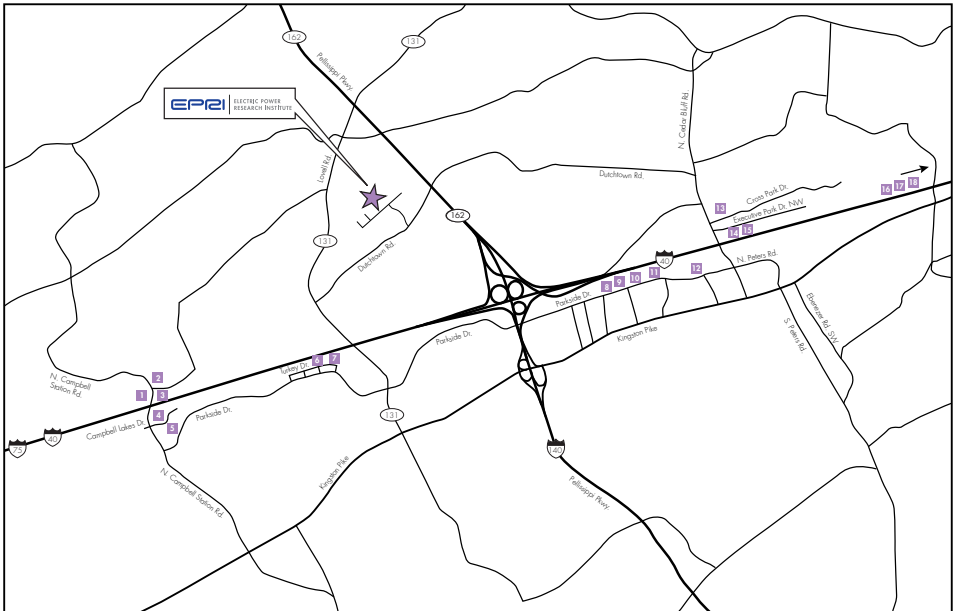 162
131
Pellissippi Pkwy.
EPRI
ELECTRIC POWER
RESEARCH INSTITUTE
N. Cedar Bluff Rd.
Lovell Rd.
Dutchtown Rd.
18
17
16
Cross Park Dr.
13
Executive Park Dr. NW
162
14
15
131
Dutchtown Rd.
40
N. Peters Rd.
12
11
10
9
8
Parkside Dr.
Ebenezer Rd. SW
Kingston Pike
S. Peters Rd.
Parkside Dr.
7
6
Turkey Dr.
2
N. Campbell
Station Rd.
1
3
4
Parkside Dr.
131
5
Campbell Lakes Dr.
40
75
140
Kingston Pike
N. Campbell Station Rd.
Pellissippi Pkwy.